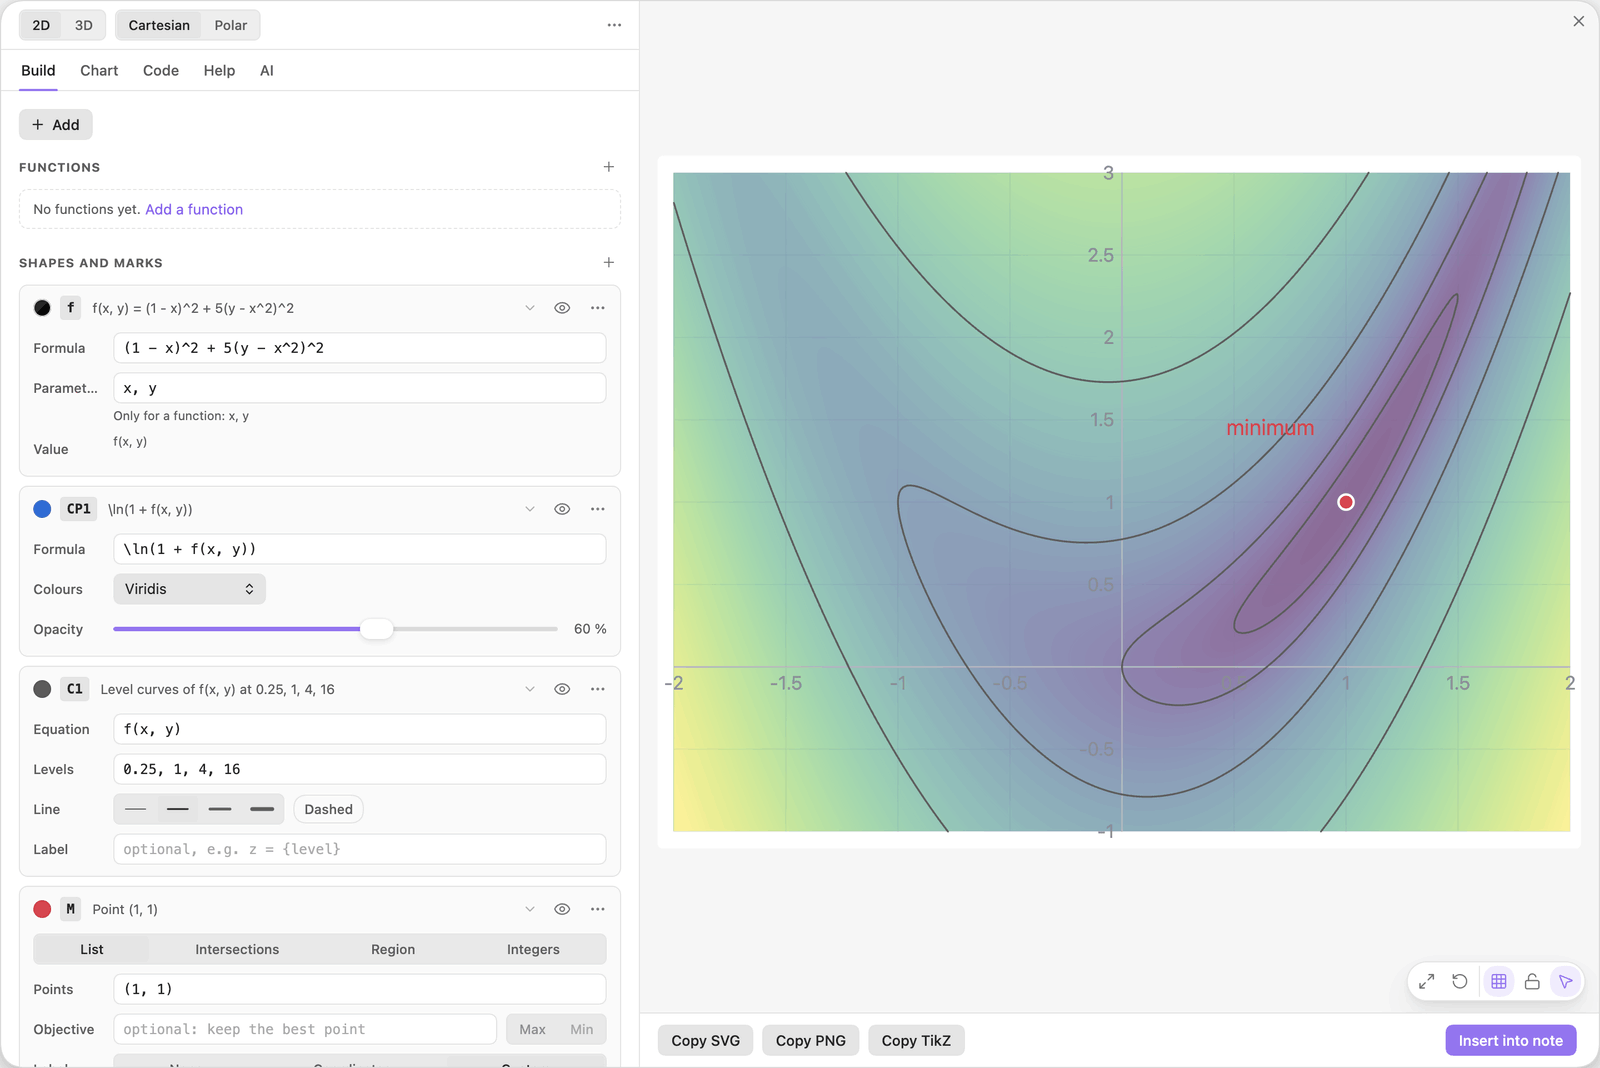 2D 3D Cartesian Polar
Build Chart Code Help AI
+ Add
FUNCTIONS
No functions yet. Add a function
SHAPES AND MARKS
f f(x, y) = (1 - x)^2 + 5(y - x^2)^2
Formula (1 − x)^2 + 5(y − x^2)^2
Paramet... x, y
Only for a function: x, y
Value f(x, y)
CP1 \ln(1 + f(x, y))
Formula \ln(1 + f(x, y))
Colours Viridis
Opacity 60 %
C1 Level curves of f(x, y) at 0.25, 1, 4, 16
Equation f(x, y)
Levels 0.25, 1, 4, 16
Line Dashed
Label optional, e.g. z = {level}
M Point (1, 1)
List Intersections Region Integers
Points (1, 1)
Objective optional: keep the best point Max Min
3
2.5
2
1.5
minimum
1
0.5
-2 -1.5 -1 -0.5 1 1.5 2
-0.5
-1
Copy SVG Copy PNG Copy TikZ Insert into note